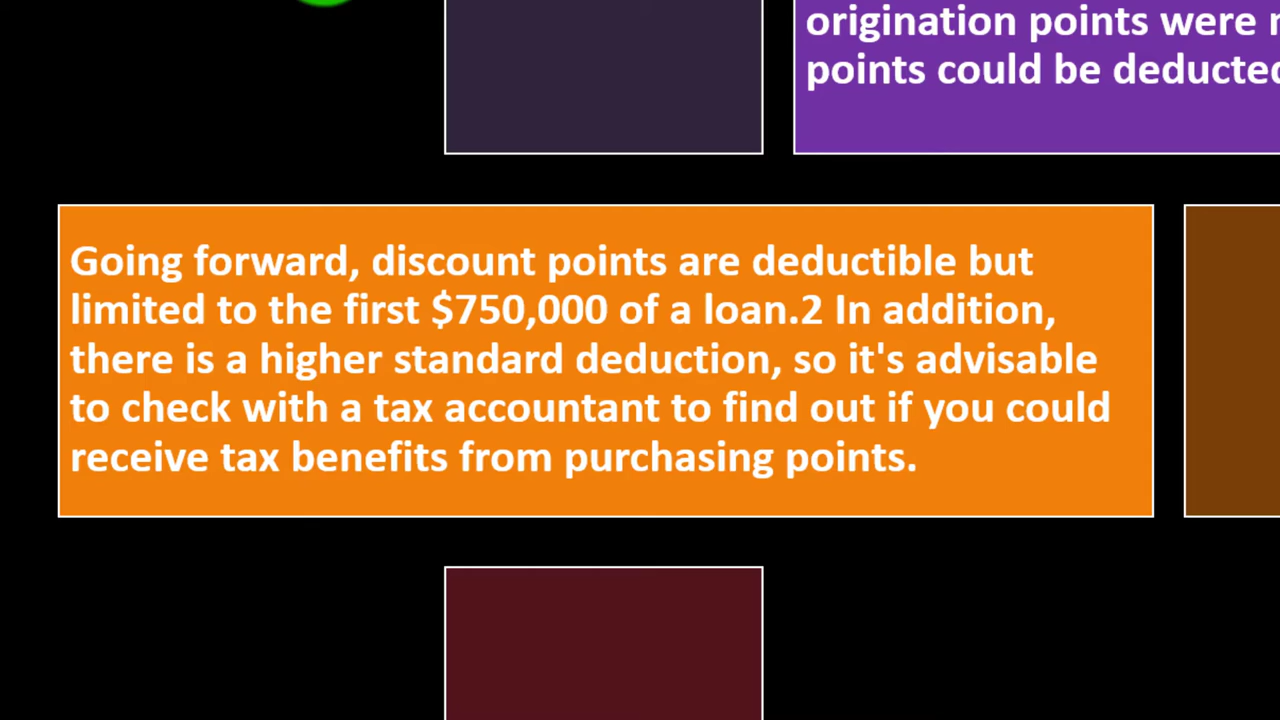 origination points were
points could be deducted
Going forward, discount points are deductible but
limited to the first $750,000 of a loan.2 In addition,
there is a higher standard deduction, so it's advisable
to check with a tax accountant to find out if you could
receive tax benefits from purchasing points.